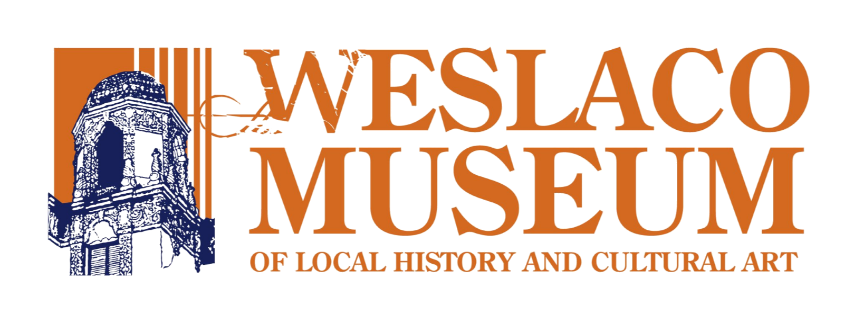 WESLACO
MUSEUM
OF LOCAL HISTORY AND CULTURAL ART